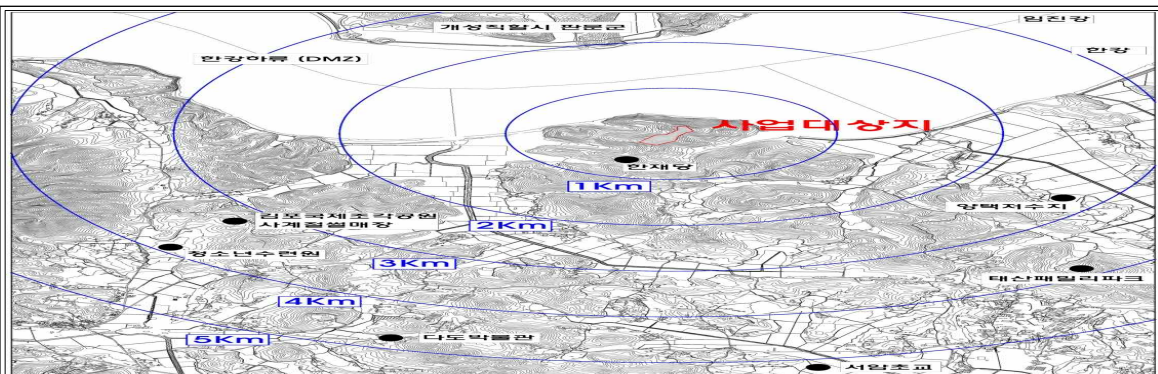 임진강
개성직할시 판문군
한강
한강하류 (DMZ)
사업대상지
한재당
1Km
양택저수지
김포국제조각공원
사계절썰매장
2Km
청소년수련원
3Km
태산패밀리파크
4Km
5Km
다도박물관
서암초교